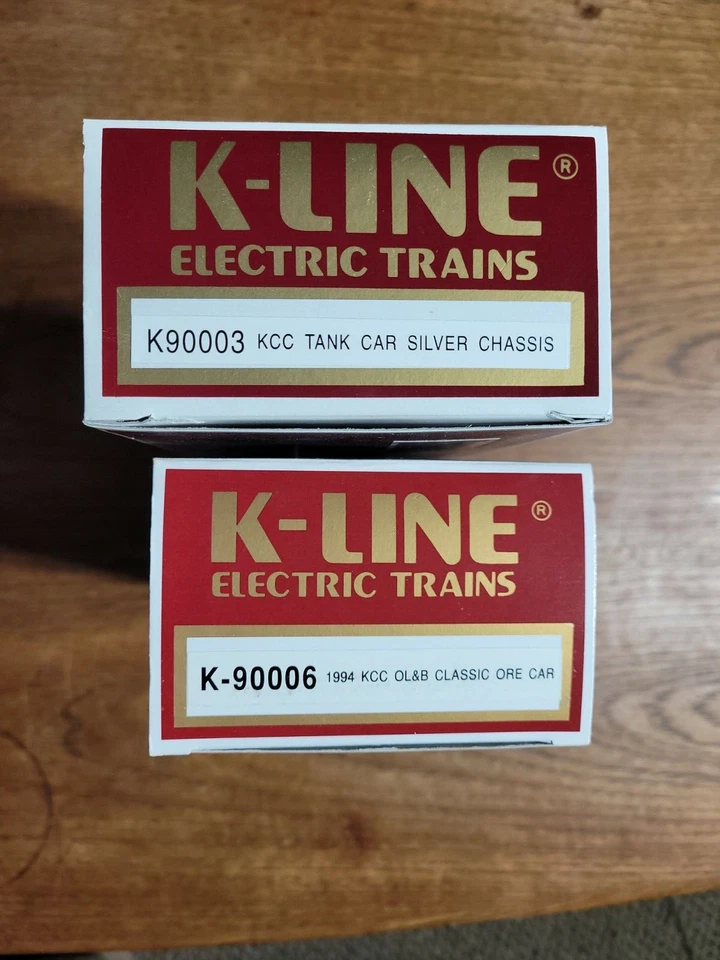 K-LINE®
ELECTRIC TRAINS
K90003 KCC TANK CAR SILVER CHASSIS
K-LINE®
ELECTRIC TRAINS
K-90006 1994 KCC OL&B CLASSIC ORE CAR